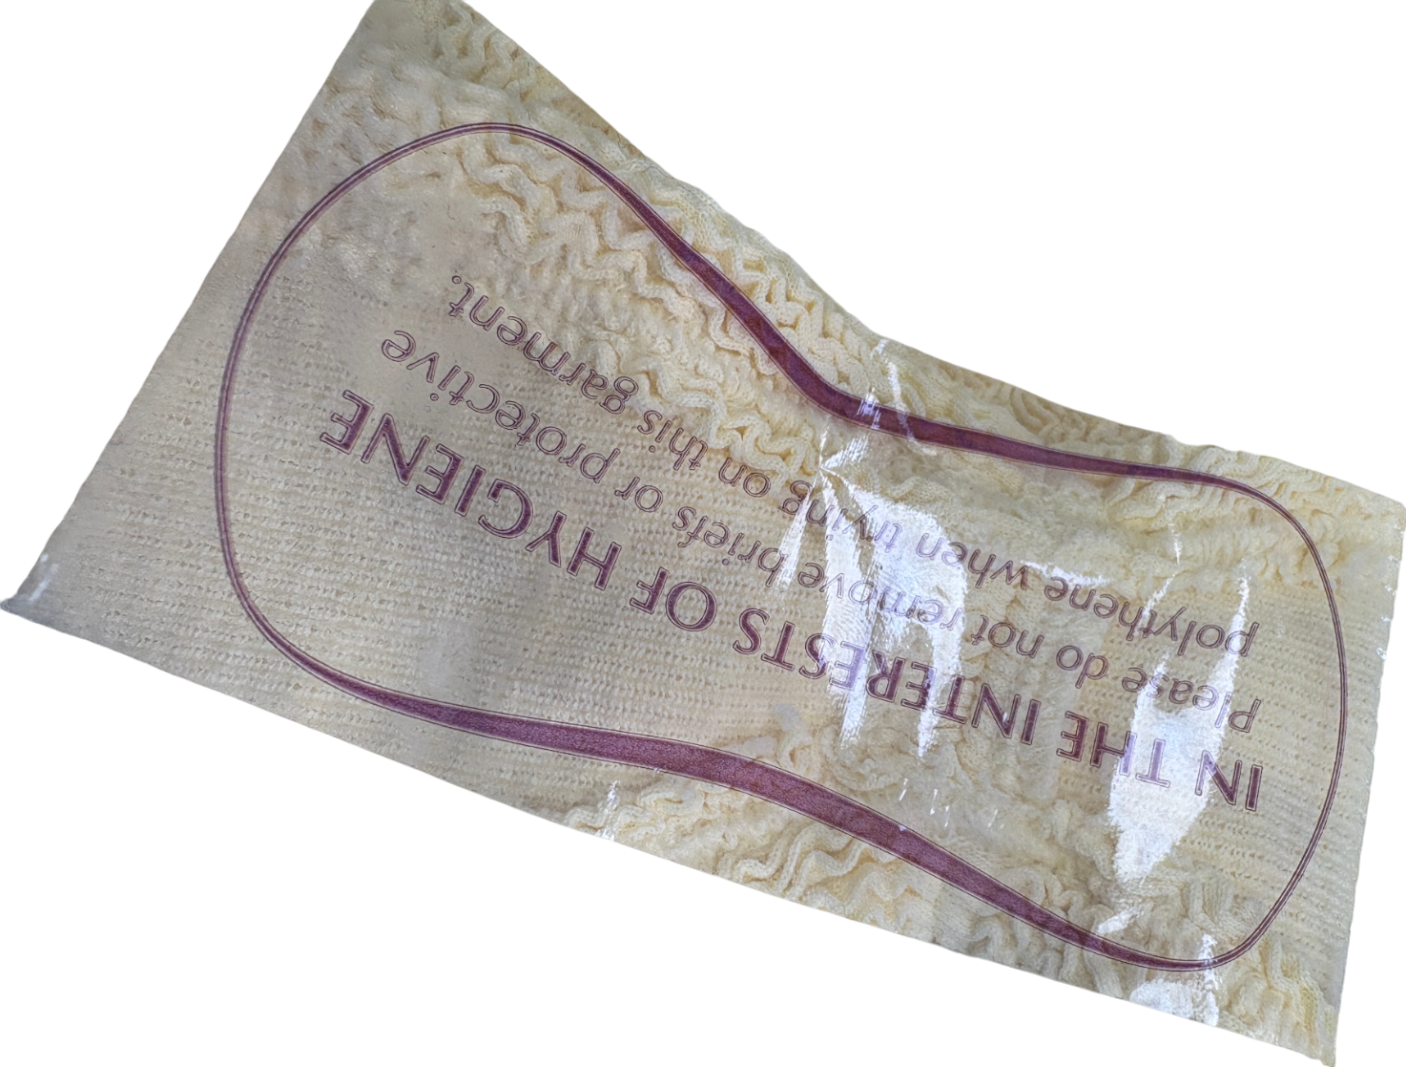 IN THE INTERESTS OF HYGIENE
Please do not remove briefs or protective
polythene when trying on this garment.